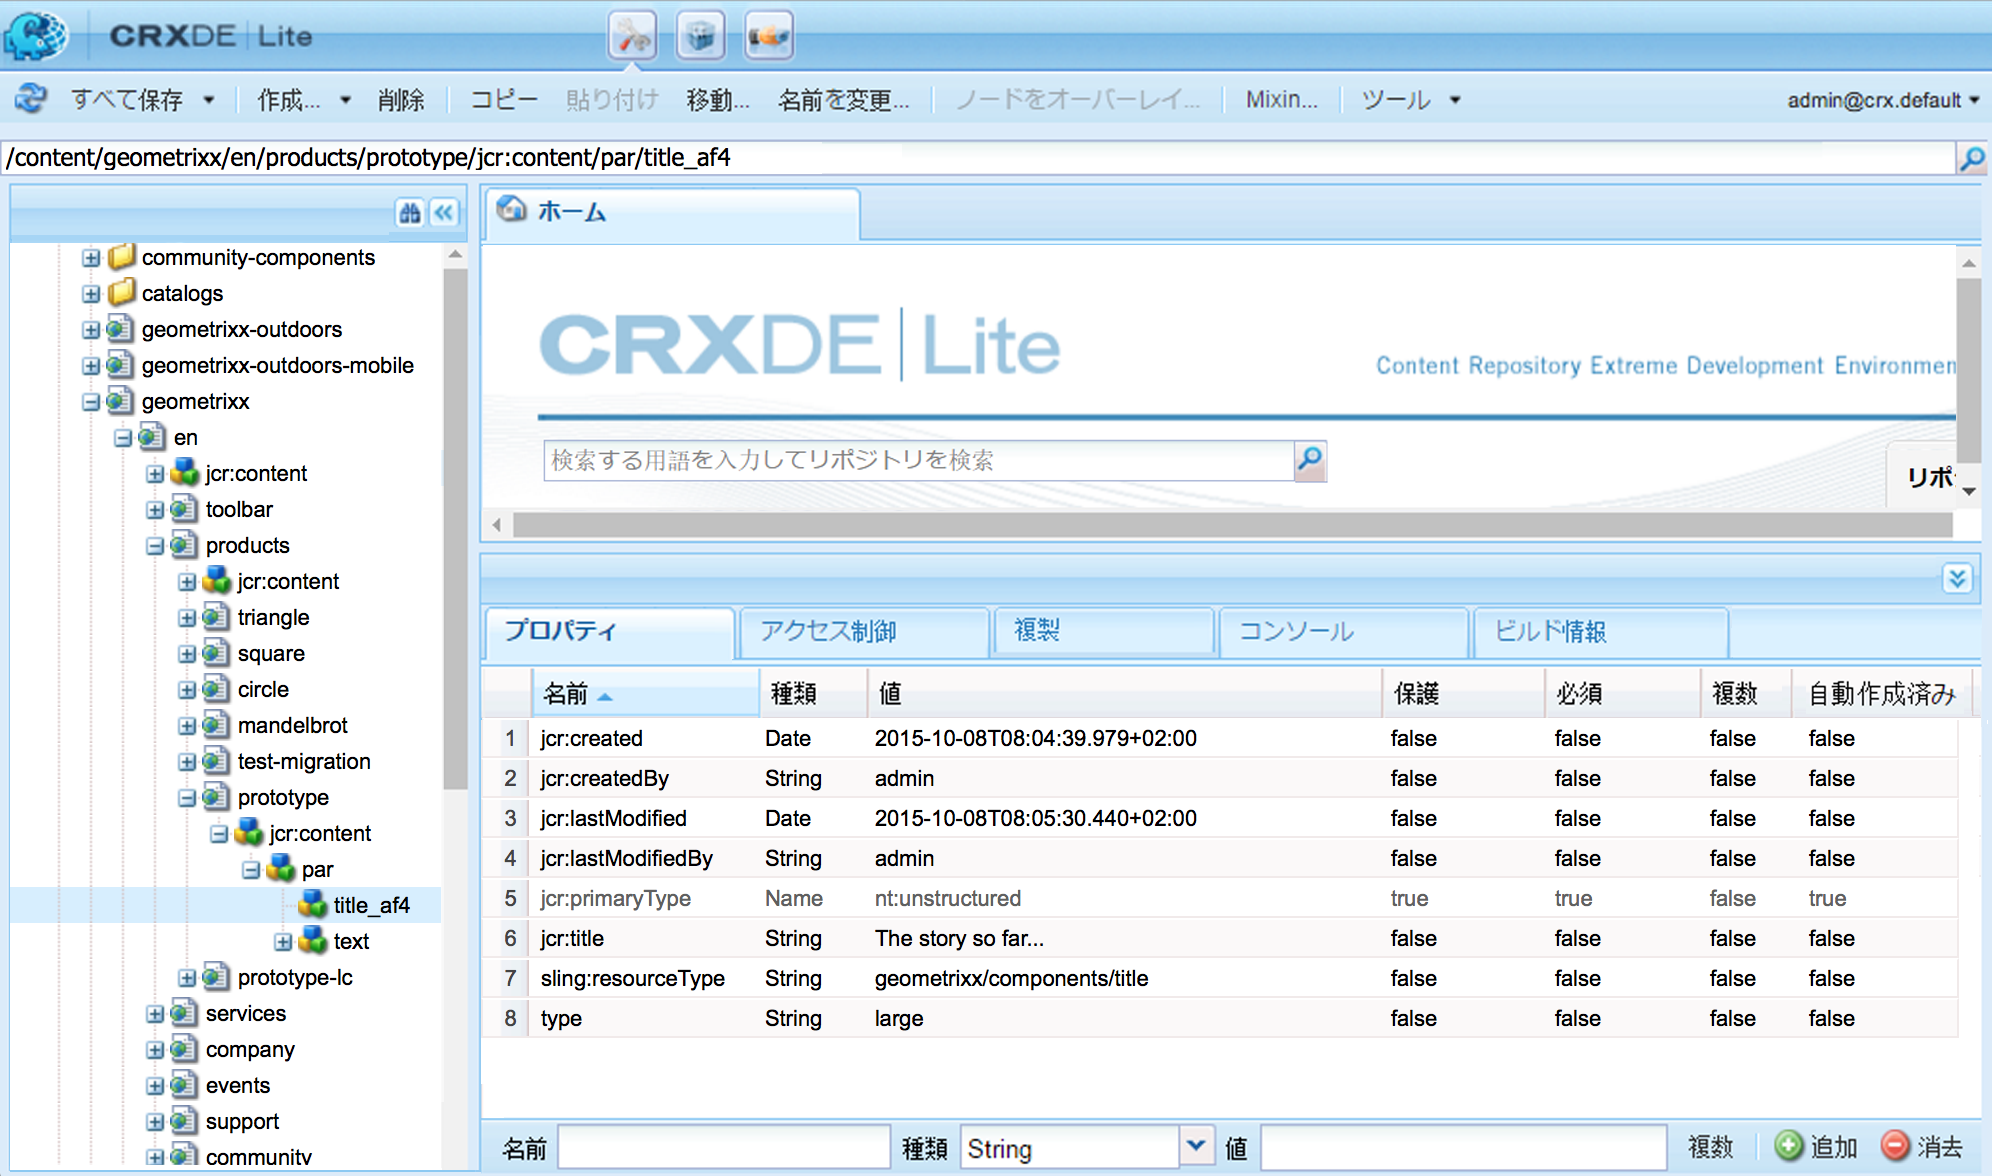 CRXDE | Lite
すべて保存 作成... 削除 コピー 貼り付け 移動... 名前を変更... ノードをオーバーレイ... Mixin... ツール admin@crx.default
/content/geometrixx/en/products/prototype/jcr:content/par/title_af4
community-components
catalogs
geometrixx-outdoors
geometrixx-outdoors-mobile
geometrixx
en
jcr:content
toolbar
products
jcr:content
triangle
square
circle
mandelbrot
test-migration
prototype
jcr:content
par
title_af4
text
prototype-lc
services
company
events
support
community
ホーム
CRXDE | Lite
Content Repository Extreme Development Environmen
検索する用語を入力してリポジトリを検索
リポ
プロパティ アクセス制御 複製 コンソール ビルド情報
名前 種類 値 保護 必須 複数 自動作成済み
1 jcr:created Date 2015-10-08T08:04:39.979+02:00 false false false false
2 jcr:createdBy String admin false false false false
3 jcr:lastModified Date 2015-10-08T08:05:30.440+02:00 false false false false
4 jcr:lastModifiedBy String admin false false false false
5 jcr:primaryType Name nt:unstructured true true false true
6 jcr:title String The story so far... false false false false
7 sling:resourceType String geometrixx/components/title false false false false
8 type String large false false false false
名前 種類 String 値 複数 追加 消去